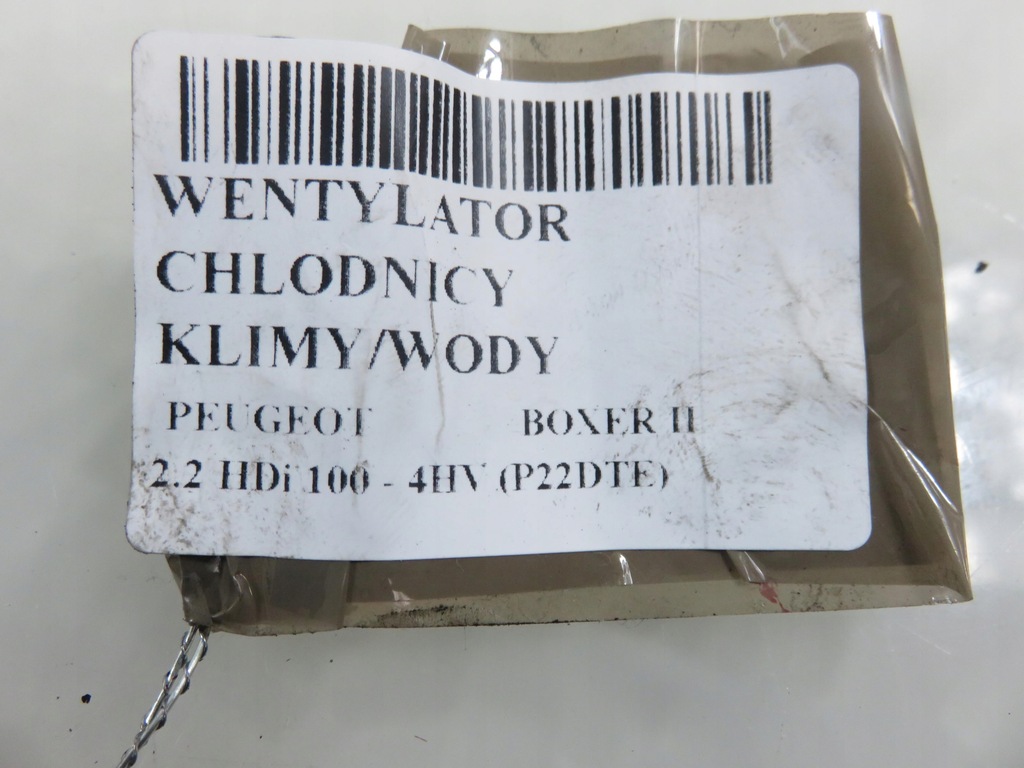 WENTYLATOR
CHLODNICY
KLIMY/WODY
PEUGEOT BOXER II
2.2 HDi 100 - 4HV (P22DTE)